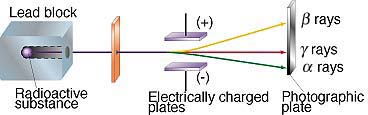 Lead block
(+)
β rays
γ rays
α rays
(-)
Radioactive
substance
Electrically charged
plates
Photographic
plate